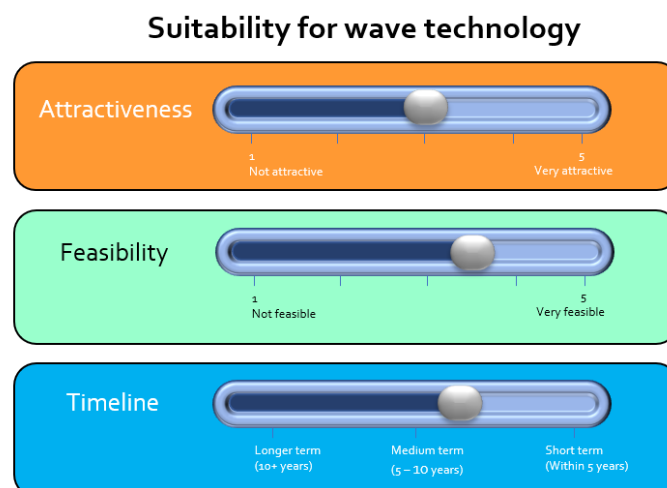 Suitability for wave technology
Attractiveness
1
5
Not attractive
Very attractive
Feasibility
1
5
Not feasible
Very feasible
Timeline
Longer term
(10+ years)
Medium term
(5 – 10 years)
Short term
(Within 5 years)